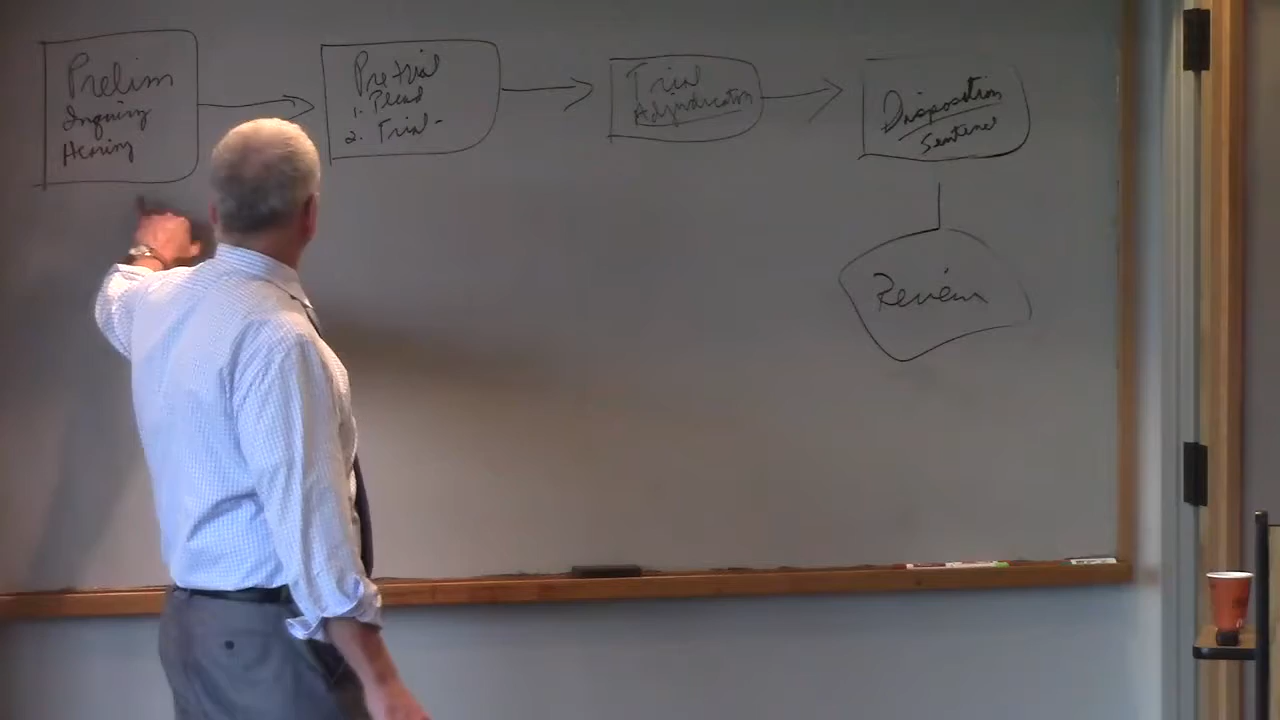 Prelim
Inquiry
Hearing
Pretrial
1. Plead
2. Trial-
Trial
Adjudication
Disposition
Sentence
Review